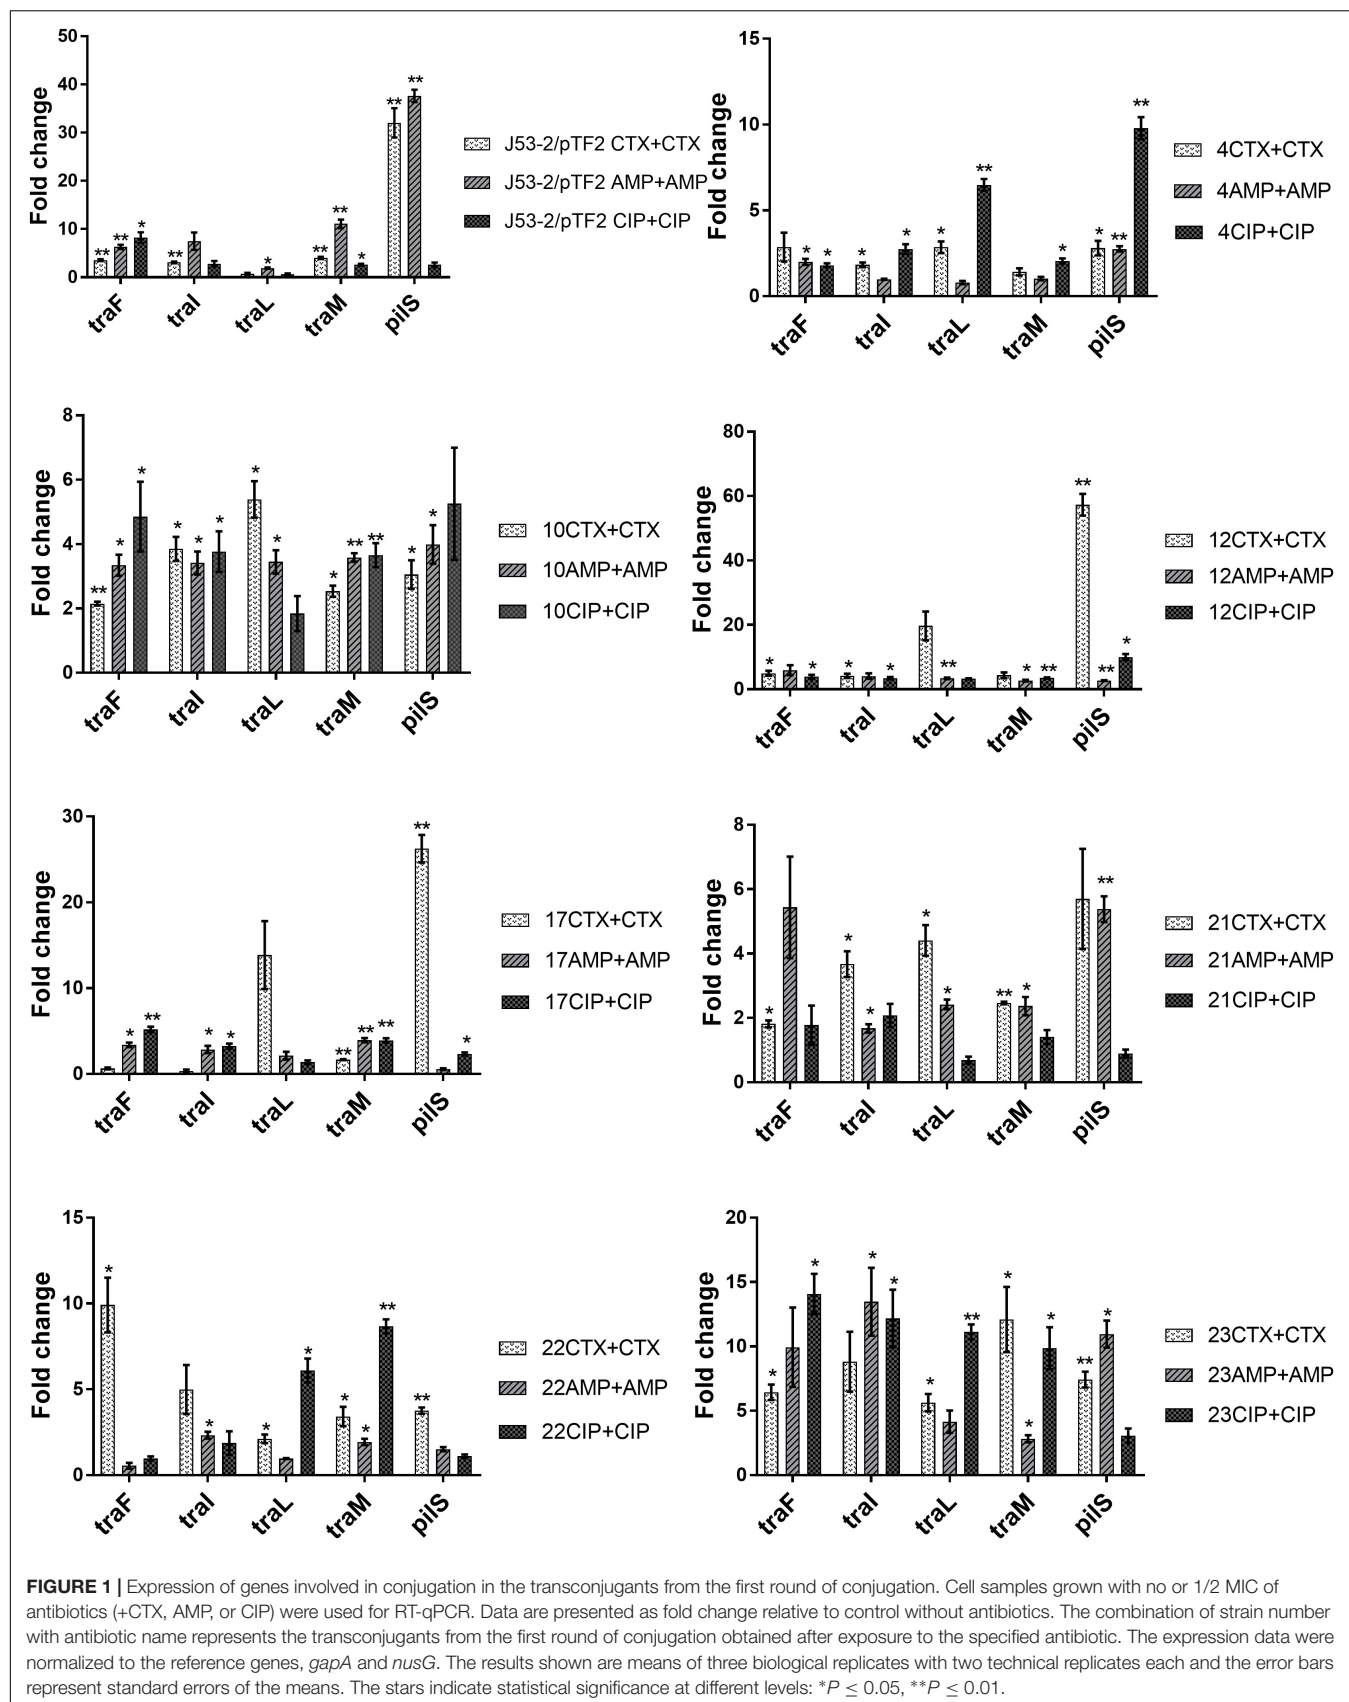 50
40
30
20
10
0
Fold change
** ** * ** * ** ** * ** **
traF traI traL traM pilS
J53-2/pTF2 CTX+CTX
J53-2/pTF2 AMP+AMP
J53-2/pTF2 CIP+CIP
15
10
5
0
Fold change
* * * * * ** * * ** **
traF traI traL traM pilS
4CTX+CTX
4AMP+AMP
4CIP+CIP
8
6
4
2
0
Fold change
** * * * * * * * * ** ** * *
traF traI traL traM pilS
10CTX+CTX
10AMP+AMP
10CIP+CIP
80
60
40
20
0
Fold change
* * * * ** * ** ** ** *
traF traI traL traM pilS
12CTX+CTX
12AMP+AMP
12CIP+CIP
30
20
10
0
Fold change
* ** * * ** ** ** ** *
traF traI traL traM pilS
17CTX+CTX
17AMP+AMP
17CIP+CIP
8
6
4
2
0
Fold change
* * * * * ** * **
traF traI traL traM pilS
21CTX+CTX
21AMP+AMP
21CIP+CIP
15
10
5
0
Fold change
* * * * * * ** **
traF traI traL traM pilS
22CTX+CTX
22AMP+AMP
22CIP+CIP
20
15
10
5
0
Fold change
* * * * * ** * * * ** *
traF traI traL traM pilS
23CTX+CTX
23AMP+AMP
23CIP+CIP
FIGURE 1 | Expression of genes involved in conjugation in the transconjugants from the first round of conjugation. Cell samples grown with no or 1/2 MIC of
antibiotics (+CTX, AMP, or CIP) were used for RT-qPCR. Data are presented as fold change relative to control without antibiotics. The combination of strain number
with antibiotic name represents the transconjugants from the first round of conjugation obtained after exposure to the specified antibiotic. The expression data were
normalized to the reference genes, gapA and nusG. The results shown are means of three biological replicates with two technical replicates each and the error bars
represent standard errors of the means. The stars indicate statistical significance at different levels: *P ≤ 0.05, **P ≤ 0.01.